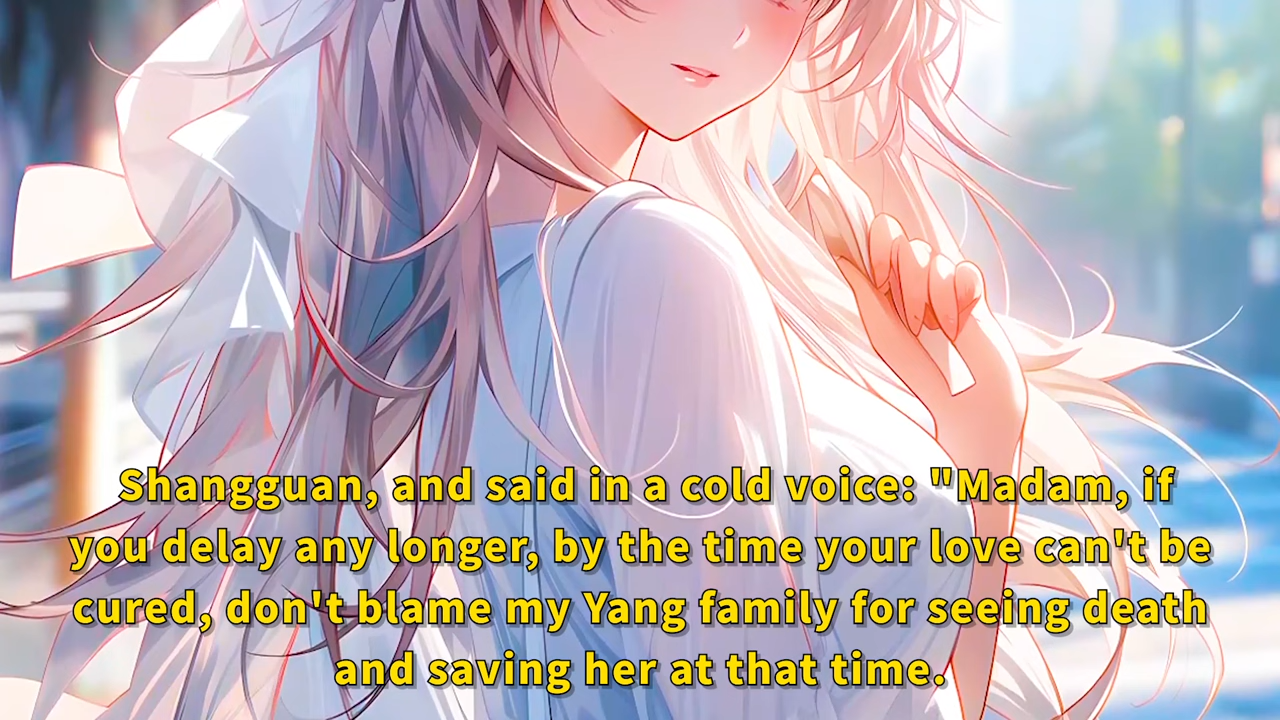 Shangguan, and said in a cold voice: "Madam, if
you delay any longer, by the time your love can't be
cured, don't blame my Yang family for seeing death
and saving her at that time.